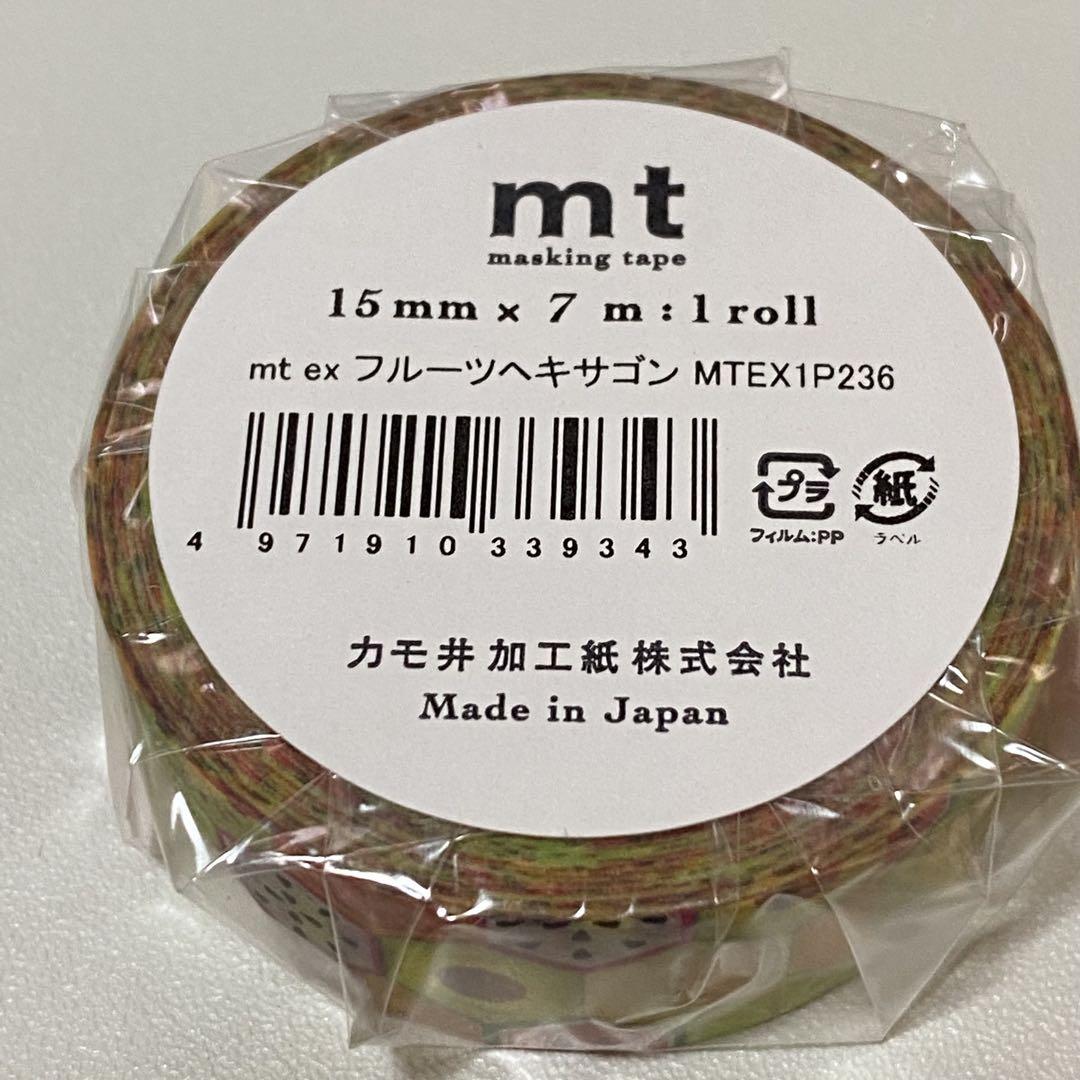 mt
masking tape
15mm × 7 m : 1 roll
mt ex フルーツヘキサゴン MTEX1P236
4 971910 339343
プラ
フィルム:PP
紙
ラベル
カモ井加工紙株式会社
Made in Japan